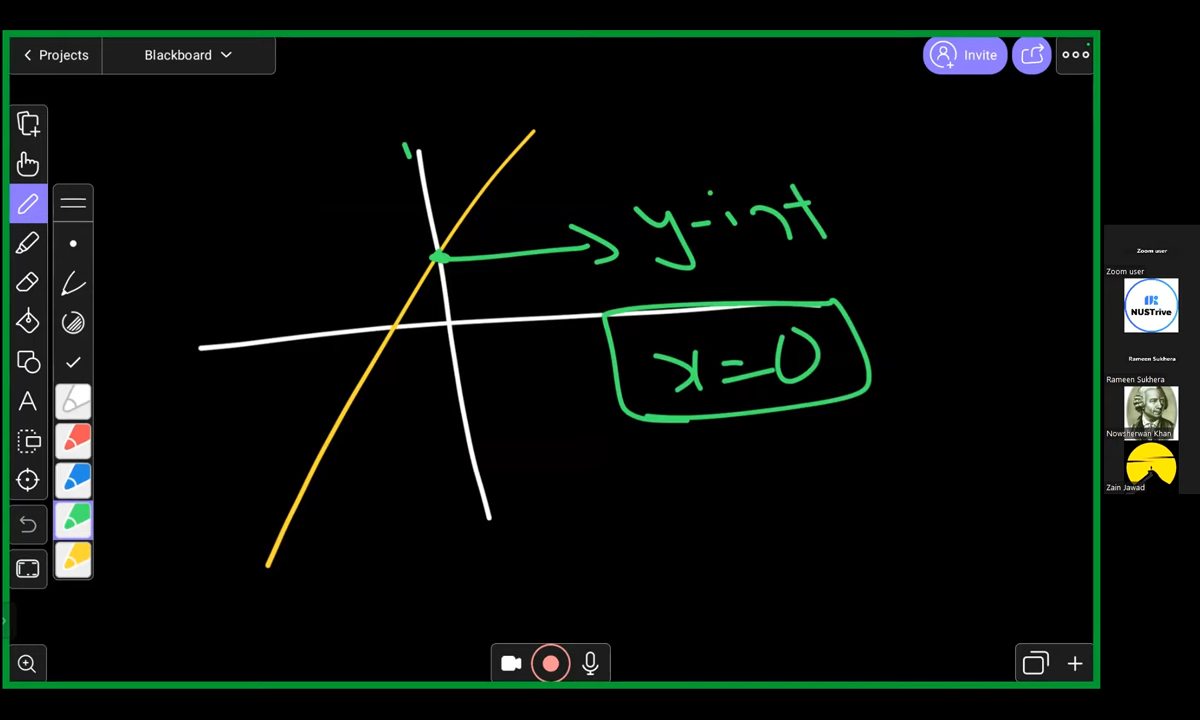 Projects
Blackboard
Invite
y-int
x=0
A
Zoom user
Zoom user
NUSTrive
Rameen Sukhera
Rameen Sukhera
Nowsherwan Khan
Zain Jawad